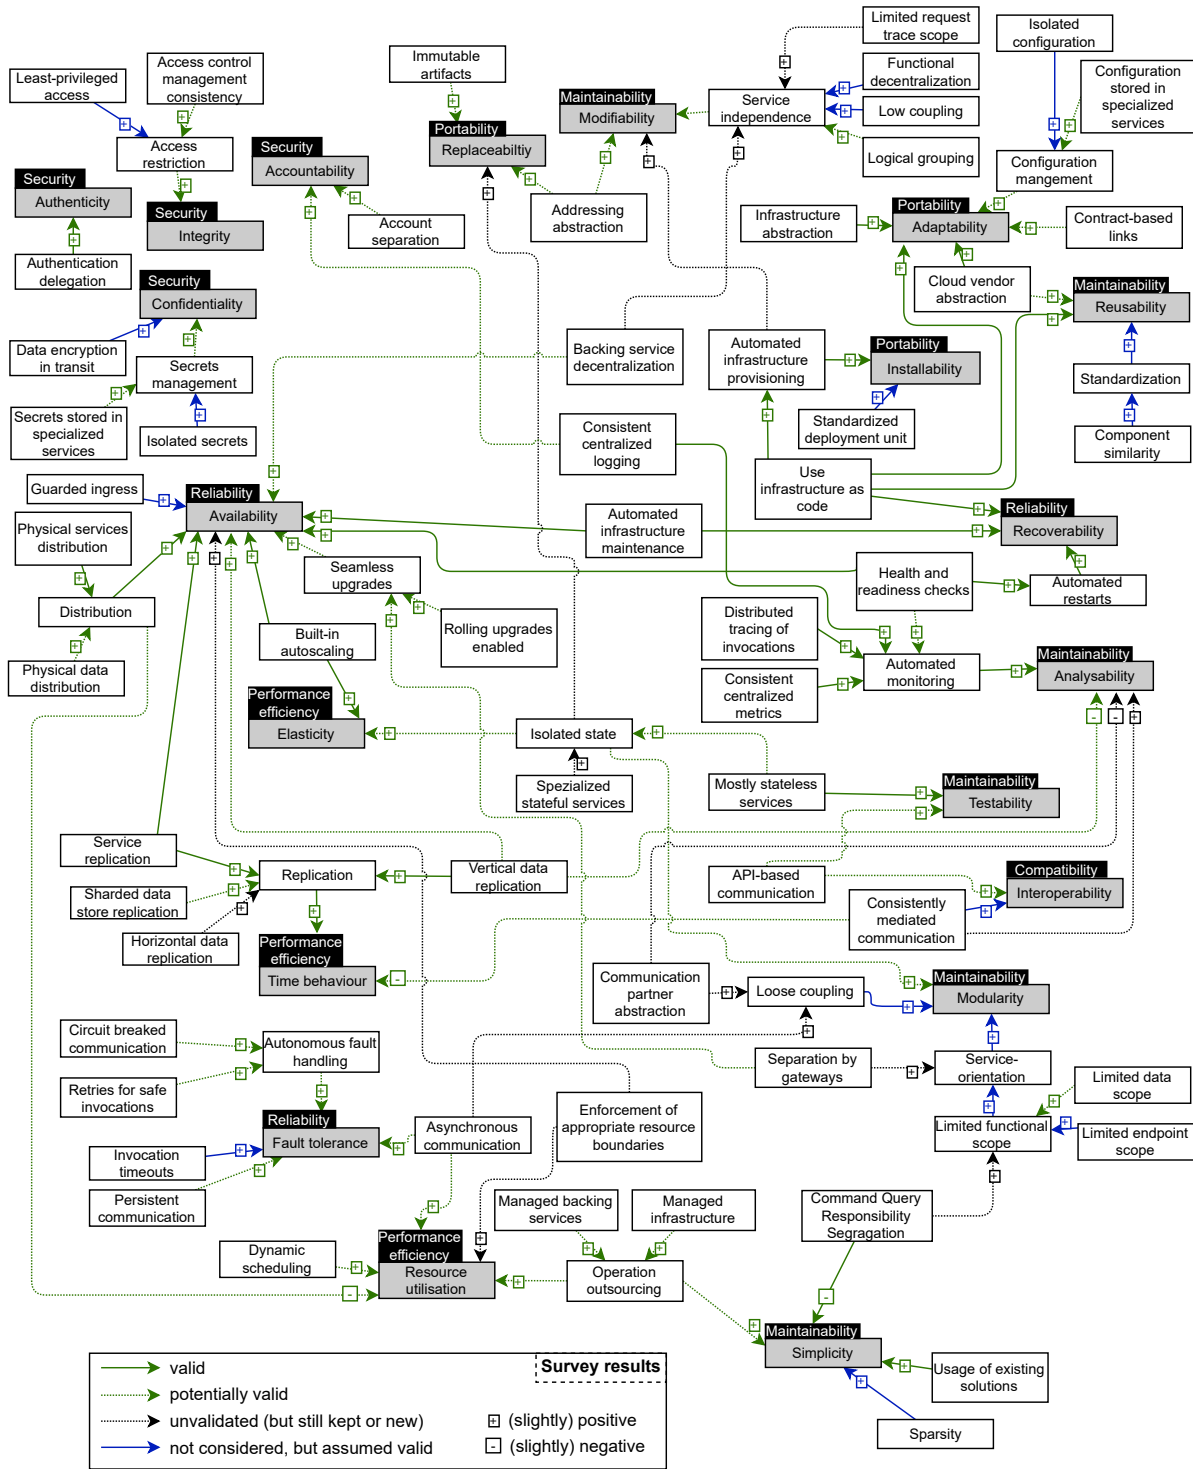 Limited request
trace scope
Isolated
configuration
Immutable
artifacts
Access control
management
consistency
Least-privileged
access
Functional
decentralization
Configuration
stored in
specialized
services
Maintainability
Modifiability
Service
independence
Low coupling
Portability
Replaceabiltiy
Access
restriction
Security
Accountability
Logical grouping
Configuration
mangement
Security
Authenticity
Security
Integrity
Account
separation
Addressing
abstraction
Infrastructure
abstraction
Portability
Adaptability
Contract-based
links
Authentication
delegation
Security
Confidentiality
Cloud vendor
abstraction
Maintainability
Reusability
Data encryption
in transit
Secrets
management
Backing service
decentralization
Automated
infrastructure
provisioning
Portability
Installability
Standardization
Secrets stored in
specialized
services
Isolated secrets
Consistent
centralized
logging
Standardized
deployment unit
Component
similarity
Use
infrastructure as
code
Guarded ingress
Reliability
Availability
Physical services
distribution
Automated
infrastructure
maintenance
Reliability
Recoverability
Seamless
upgrades
Health and
readiness checks
Automated
restarts
Distribution
Distributed
tracing of
invocations
Built-in
autoscaling
Rolling upgrades
enabled
Physical data
distribution
Automated
monitoring
Maintainability
Analysability
Consistent
centralized
metrics
Performance
efficiency
Elasticity
Isolated state
Spezialized
stateful services
Mostly stateless
services
Maintainability
Testability
Service
replication
Replication
Vertical data
replication
API-based
communication
Compatibility
Interoperability
Sharded data
store replication
Horizontal data
replication
Consistently
mediated
communication
Performance
efficiency
Time behaviour
Communication
partner
abstraction
Loose coupling
Maintainability
Modularity
Circuit breaked
communication
Autonomous fault
handling
Separation by
gateways
Service-
orientation
Retries for safe
invocations
Limited data
scope
Reliability
Fault tolerance
Asynchronous
communication
Enforcement of
appropriate resource
boundaries
Limited functional
scope
Limited endpoint
scope
Invocation
timeouts
Persistent
communication
Managed backing
services
Managed
infrastructure
Command Query
Responsibility
Segragation
Dynamic
scheduling
Performance
efficiency
Resource
utilisation
Operation
outsourcing
Maintainability
Simplicity
Usage of existing
solutions
Sparsity
Survey results
valid
potentially valid
unvalidated (but still kept or new)
not considered, but assumed valid
+ (slightly) positive
- (slightly) negative